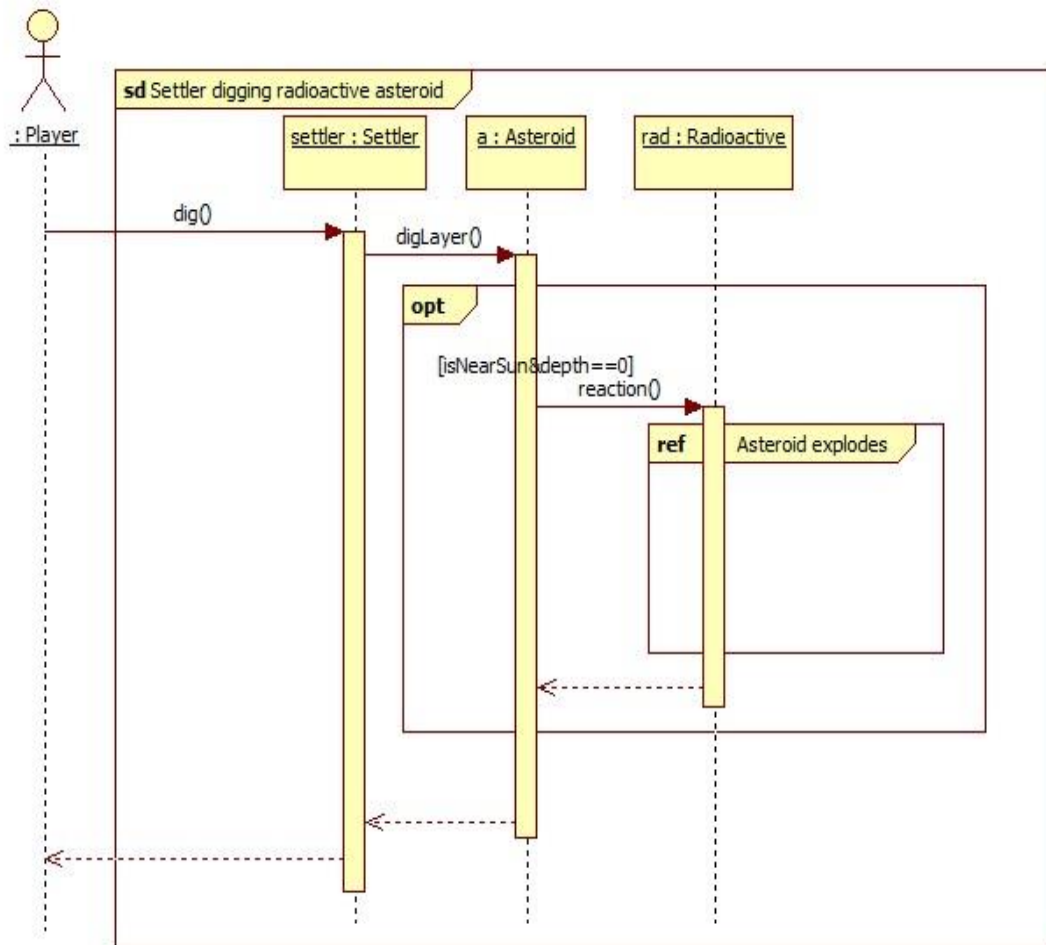 sd Settler digging radioactive asteroid
: Player
settler : Settler
a : Asteroid
rad : Radioactive
dig()
digLayer()
opt
[isNearSun&depth==0]
reaction()
ref Asteroid explodes